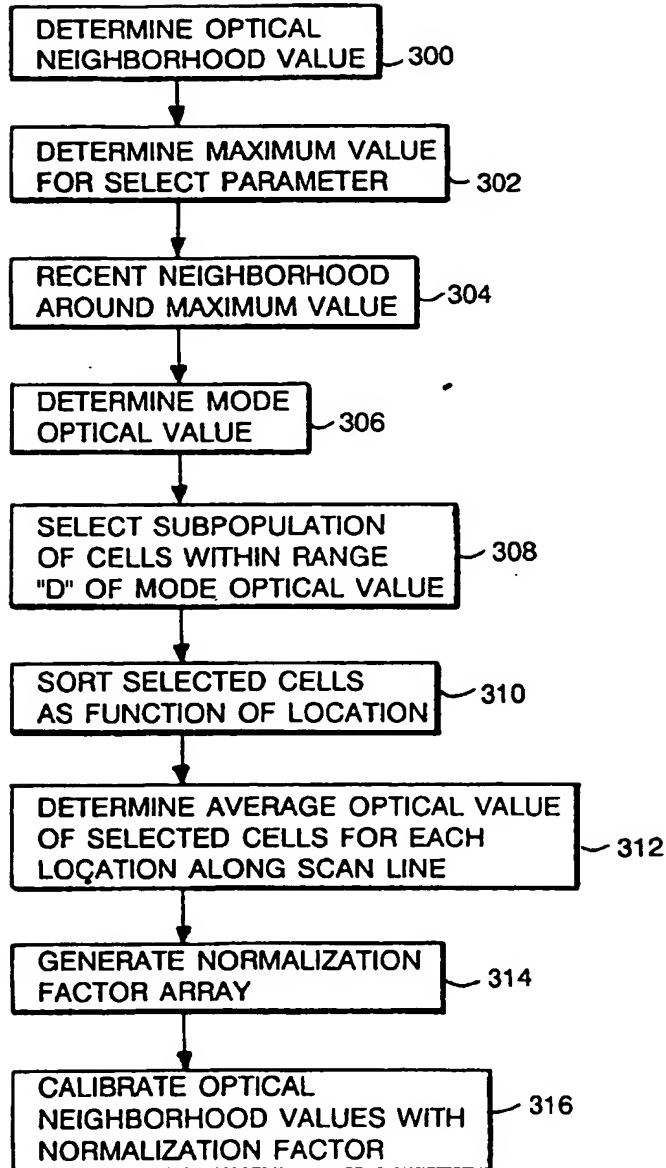 DETERMINE OPTICAL
NEIGHBORHOOD VALUE
300
DETERMINE MAXIMUM VALUE
FOR SELECT PARAMETER
302
RECENT NEIGHBORHOOD
AROUND MAXIMUM VALUE
304
DETERMINE MODE
OPTICAL VALUE
306
SELECT SUBPOPULATION
OF CELLS WITHIN RANGE
"D" OF MODE OPTICAL VALUE
308
SORT SELECTED CELLS
AS FUNCTION OF LOCATION
310
DETERMINE AVERAGE OPTICAL VALUE
OF SELECTED CELLS FOR EACH
LOCATION ALONG SCAN LINE
312
GENERATE NORMALIZATION
FACTOR ARRAY
314
CALIBRATE OPTICAL
NEIGHBORHOOD VALUES WITH
NORMALIZATION FACTOR
316